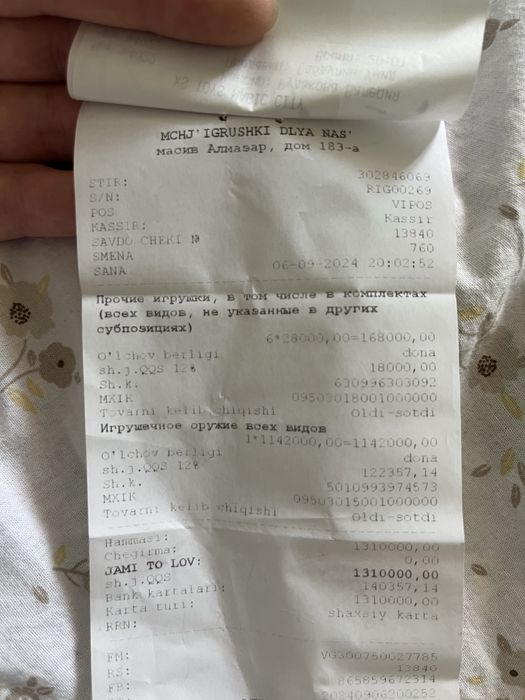 MCHJ'IGRUSHKI DLYA NAS'
масив Алмазар, дом 183-а
STIR: 302846069
S/N: RIG00269
POS VIPOS
KASSIR: Kassir
SAVDO CHEKI № 13840
SMENA 760
SANA 06-09-2024 20:02:52
Прочие игрушки, в том числе в комплектах
(всех видов, не указанные в других
субпозициях)
6*28000,00=168000,00
O'lchov berligi dona
sh.j.QQS 12% 18000,00
Sh.k. 630996303092
MXIK 09503018001000000
Tovarni kelib chiqishi Oldi-sotdi
Игрушечное оружие всех видов
1*1142000,00=1142000,00
O'lchov berligi dona
sh.j.QQS 12% 122357,14
Sh.k. 5010993974573
MXIK 09503015001000000
Tovarni kelib chiqishi Oldi-sotdi
Hammasi: 1310000,00
Chegirma: 0,00
JAMI TO LOV: 1310000,00
sh.j.QQS 140357,14
Bank kartalari: 1310000,00
Karta turi: shaxsiy karta
RRN:
FM: VG300750027785
RS: 13840
FB: 865859672314
20240906200252